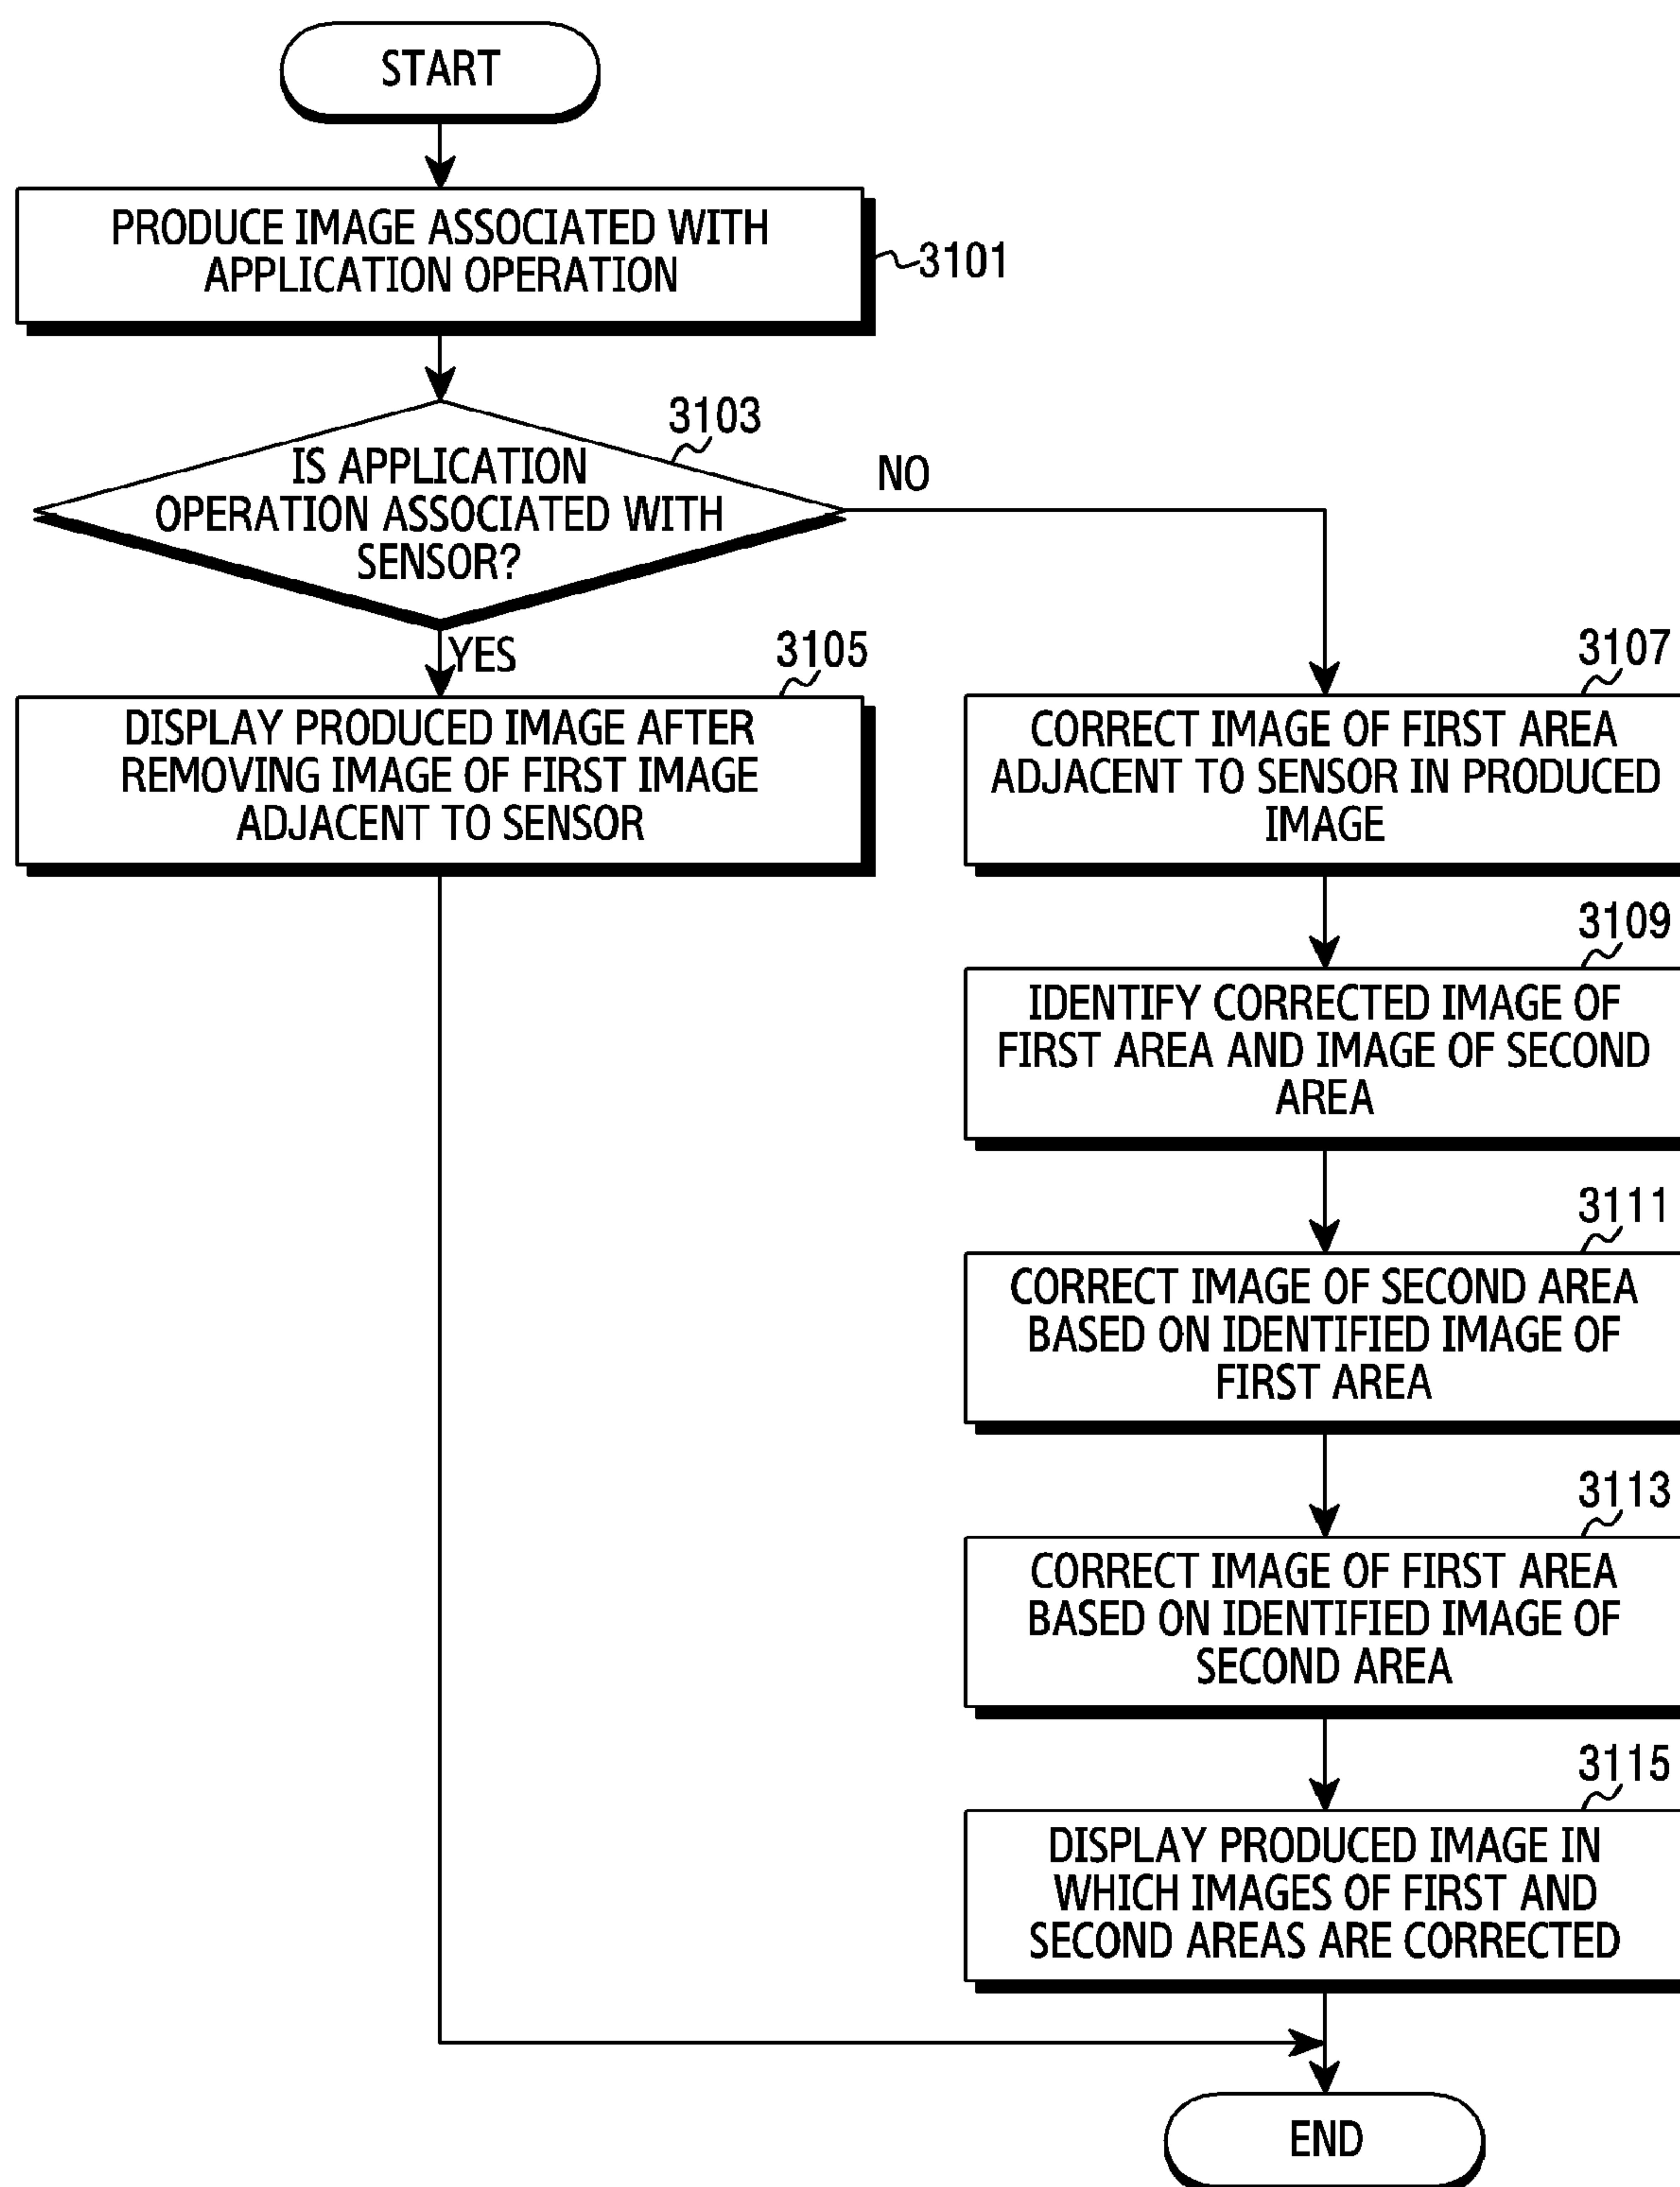 START
PRODUCE IMAGE ASSOCIATED WITH
APPLICATION OPERATION
3101
3103
IS APPLICATION
OPERATION ASSOCIATED WITH
SENSOR?
NO
YES
3105
DISPLAY PRODUCED IMAGE AFTER
REMOVING IMAGE OF FIRST IMAGE
ADJACENT TO SENSOR
3107
CORRECT IMAGE OF FIRST AREA
ADJACENT TO SENSOR IN PRODUCED
IMAGE
3109
IDENTIFY CORRECTED IMAGE OF
FIRST AREA AND IMAGE OF SECOND
AREA
3111
CORRECT IMAGE OF SECOND AREA
BASED ON IDENTIFIED IMAGE OF
FIRST AREA
3113
CORRECT IMAGE OF FIRST AREA
BASED ON IDENTIFIED IMAGE OF
SECOND AREA
3115
DISPLAY PRODUCED IMAGE IN
WHICH IMAGES OF FIRST AND
SECOND AREAS ARE CORRECTED
END